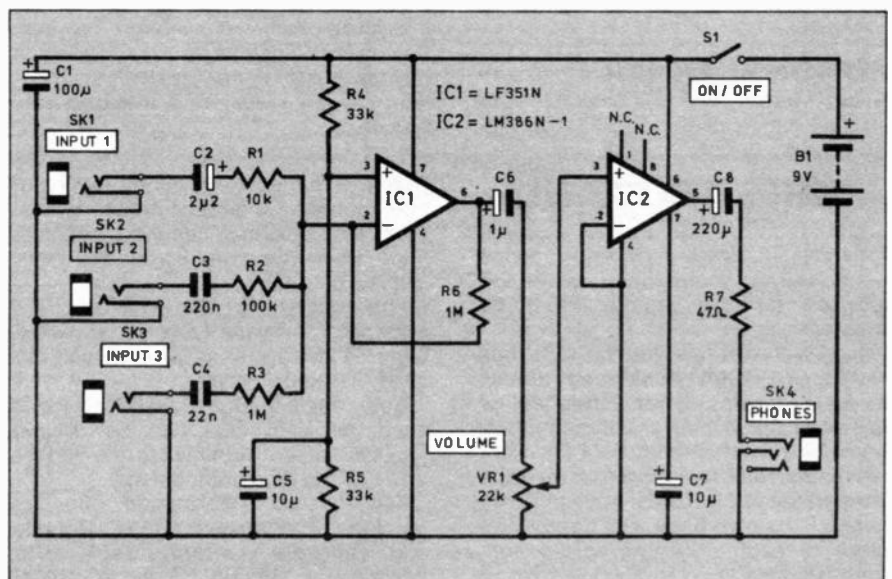 C1
100µ
SK1
INPUT 1
C2
2µ2
R1
10k
SK2
INPUT 2
C3
220n
R2
100k
SK3
INPUT 3
C4
22n
R3
1M
R4
33k
C5
10µ
R5
33k
IC1 = LF351N
IC2 = LM386N-1
3
2
7
4
6
IC1
C6
1µ
R6
1M
VOLUME
VR1
22k
N.C.
N.C.
1
8
3
2
6
5
7
4
IC2
S1
ON / OFF
B1
9V
C8
220µ
R7
47Ω
SK4
PHONES
C7
10µ